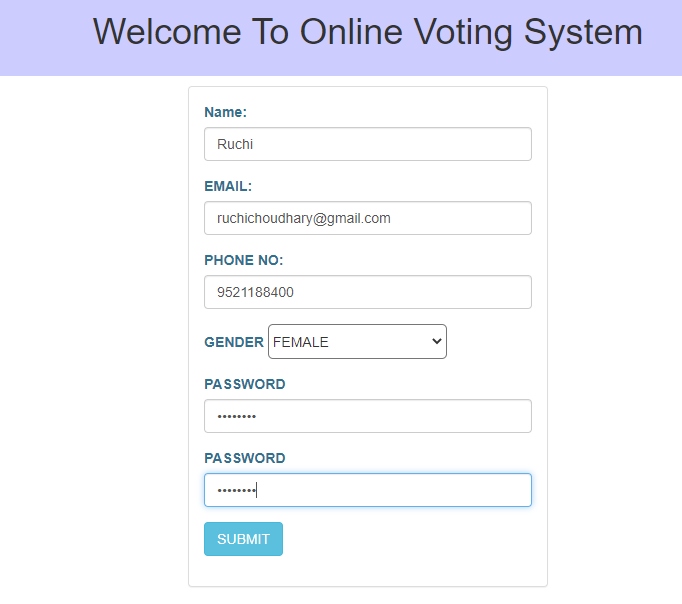 Welcome To Online Voting System
Name:
Ruchi
EMAIL:
ruchichoudhary@gmail.com
PHONE NO:
9521188400
GENDER FEMALE
PASSWORD
••••••••
PASSWORD
••••••••
SUBMIT